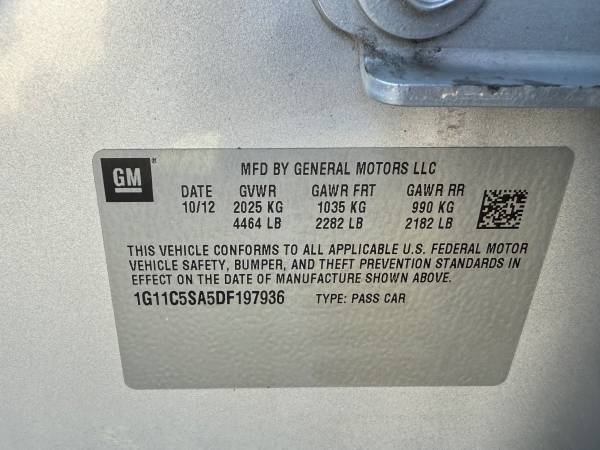 GM
MFD BY GENERAL MOTORS LLC
DATE GVWR GAWR FRT GAWR RR
10/12 2025 KG 1035 KG 990 KG
4464 LB 2282 LB 2182 LB
THIS VEHICLE CONFORMS TO ALL APPLICABLE U.S. FEDERAL MOTOR
VEHICLE SAFETY, BUMPER, AND THEFT PREVENTION STANDARDS IN
EFFECT ON THE DATE OF MANUFACTURE SHOWN ABOVE.
1G11C5SA5DF197936 TYPE: PASS CAR